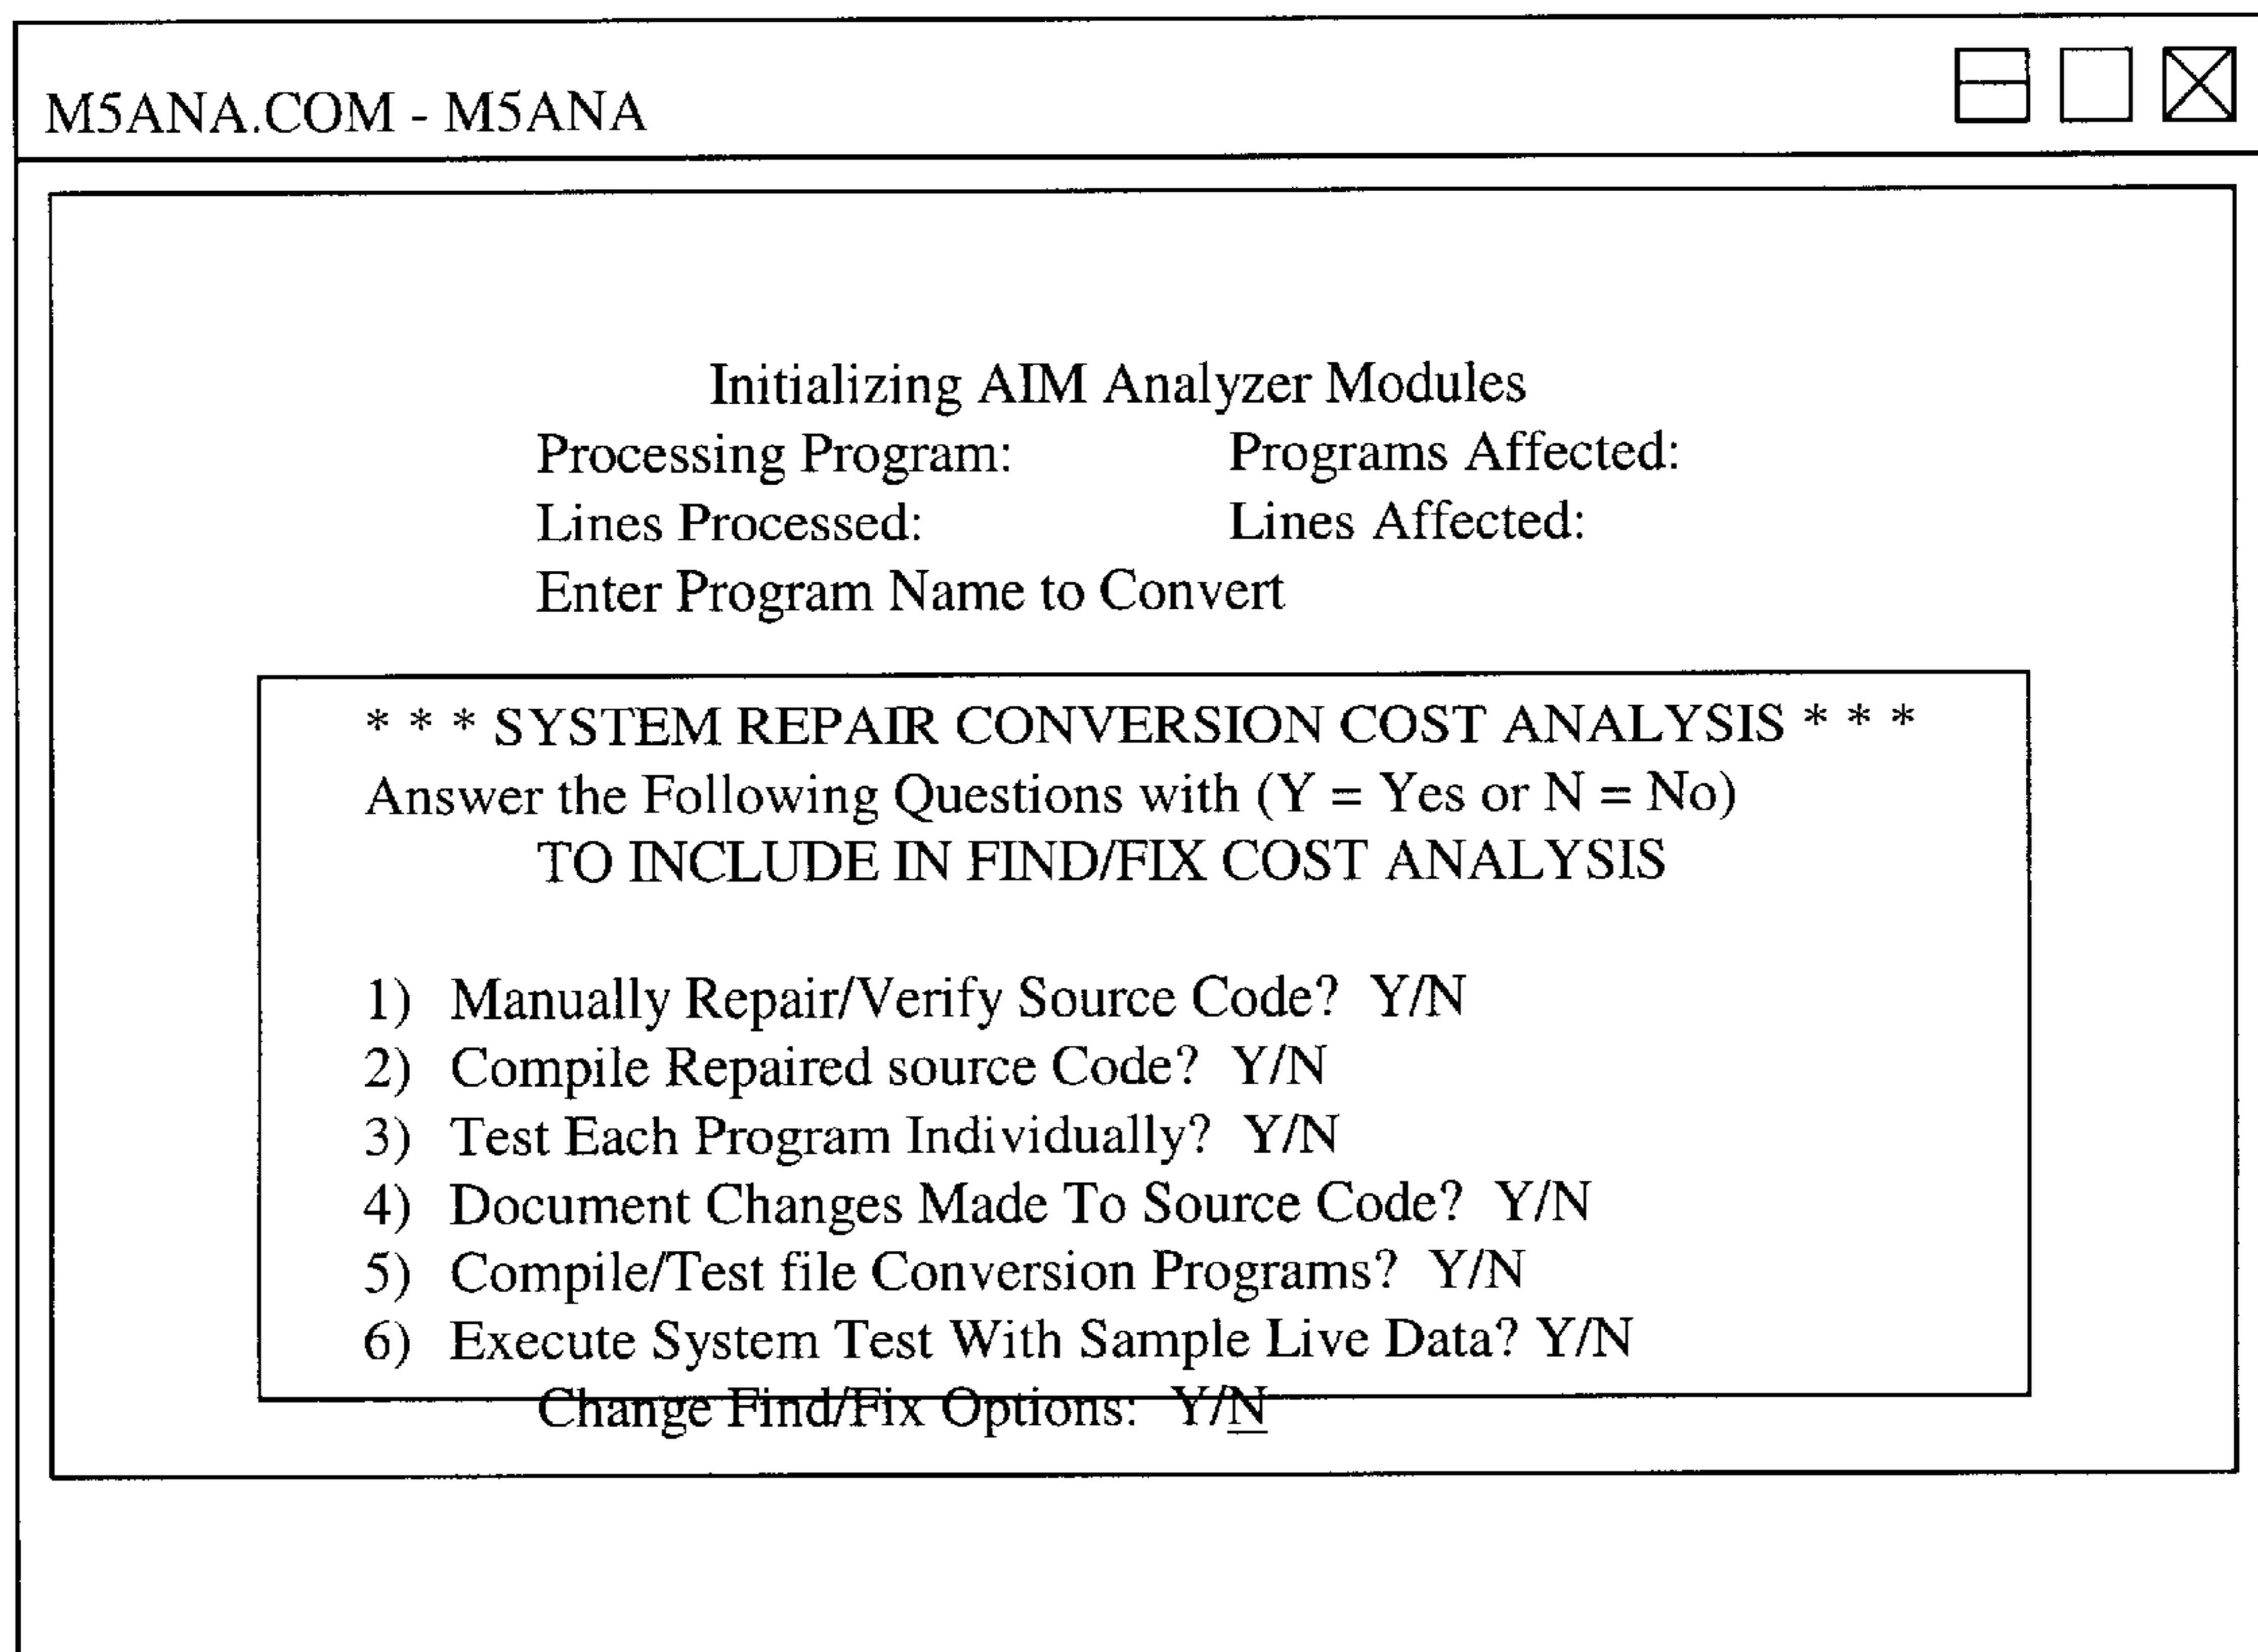 M5ANA.COM - M5ANA
Initializing AIM Analyzer Modules
Processing Program: Programs Affected:
Lines Processed: Lines Affected:
Enter Program Name to Convert
* * * SYSTEM REPAIR CONVERSION COST ANALYSIS * * *
Answer the Following Questions with (Y = Yes or N = No)
TO INCLUDE IN FIND/FIX COST ANALYSIS
1) Manually Repair/Verify Source Code? Y/N
2) Compile Repaired source Code? Y/N
3) Test Each Program Individually? Y/N
4) Document Changes Made To Source Code? Y/N
5) Compile/Test file Conversion Programs? Y/N
6) Execute System Test With Sample Live Data? Y/N
Change Find/Fix Options: Y/N